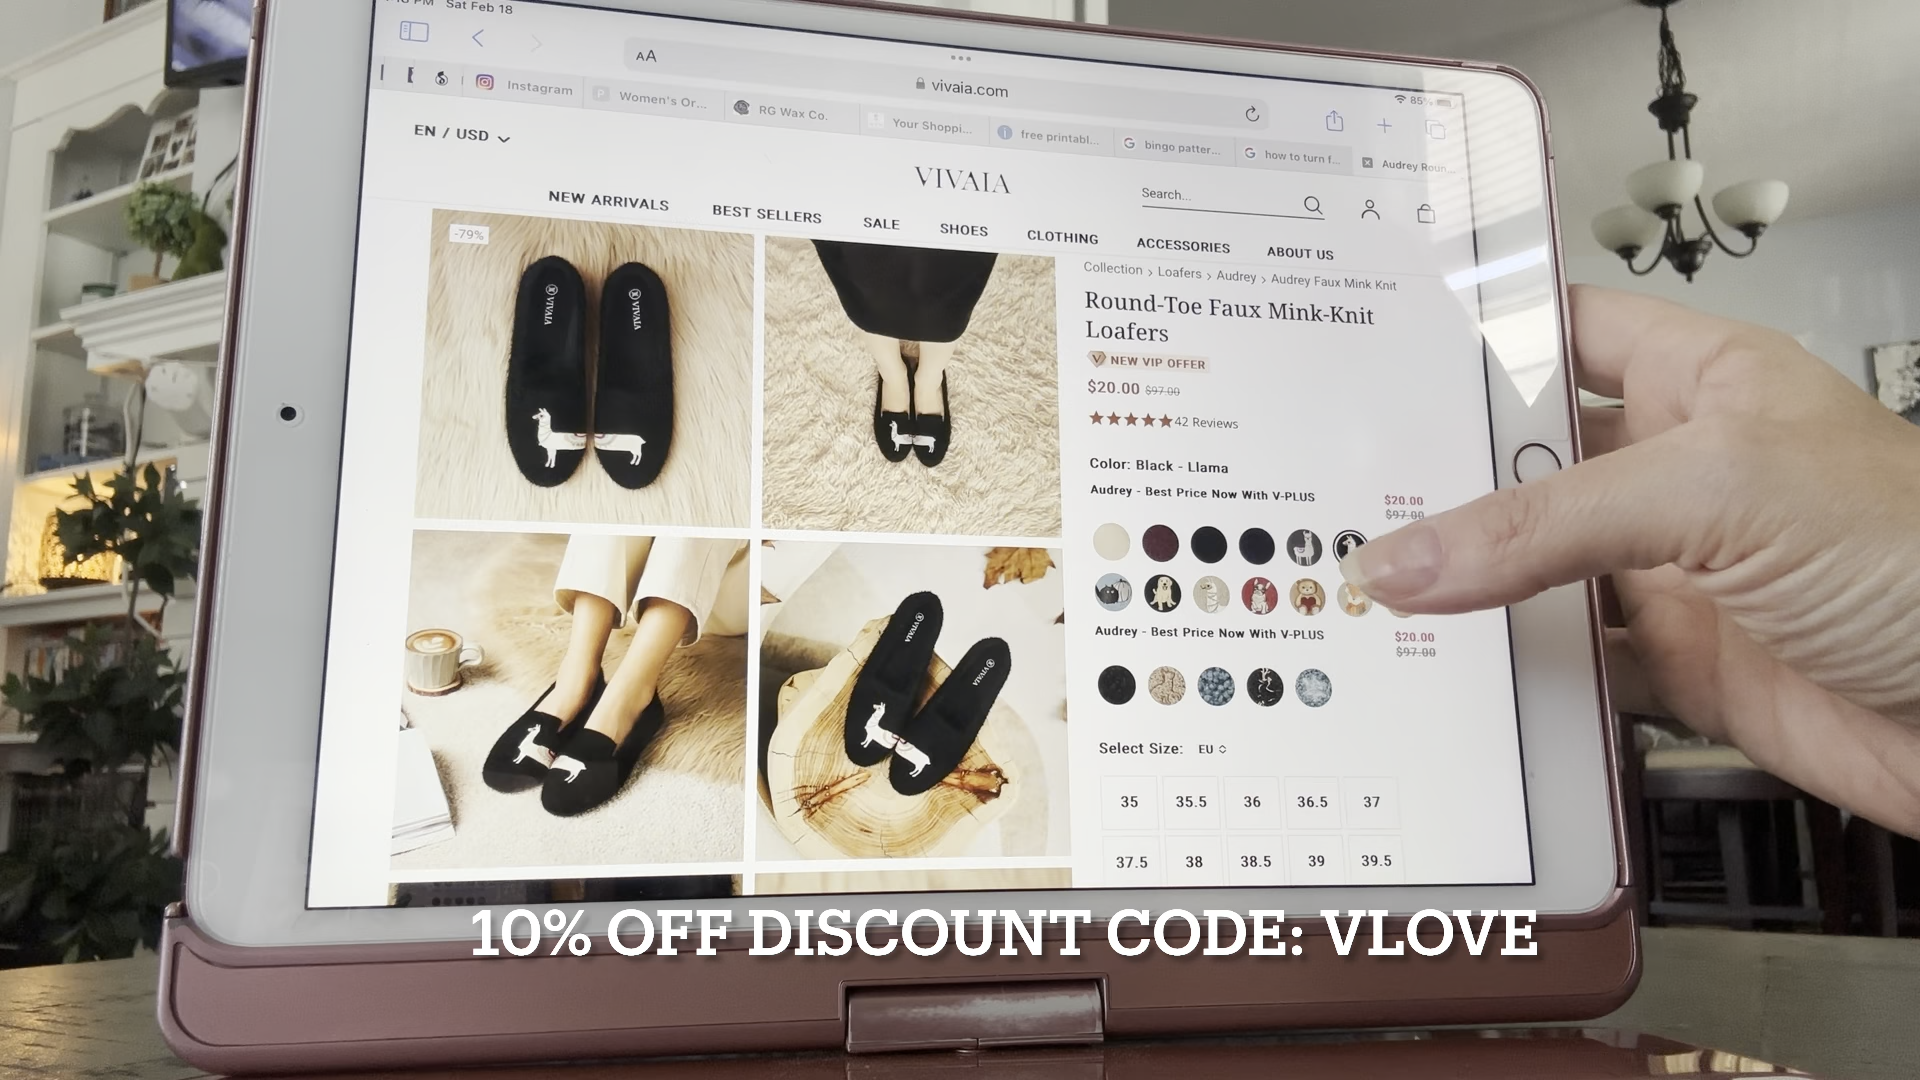 Sat Feb 18
AA
vivaia.com
85%
Instagram
Women's Or...
RG Wax Co.
Your Shoppi...
free printabl...
bingo patter...
how to turn f...
Audrey Roun...
EN / USD
VIVAIA
Search...
NEW ARRIVALS
BEST SELLERS
SALE
SHOES
CLOTHING
ACCESSORIES
ABOUT US
-79%
VIVAIA
VIVAIA
VIVAIA
VIVAIA
Collection > Loafers > Audrey > Audrey Faux Mink Knit
Round-Toe Faux Mink-Knit
Loafers
NEW VIP OFFER
$20.00 $97.00
42 Reviews
Color: Black - Llama
Audrey - Best Price Now With V-PLUS
$20.00
$97.00
Audrey - Best Price Now With V-PLUS
$20.00
$97.00
Select Size: EU
35 35.5 36 36.5 37
37.5 38 38.5 39 39.5
10% OFF DISCOUNT CODE: VLOVE